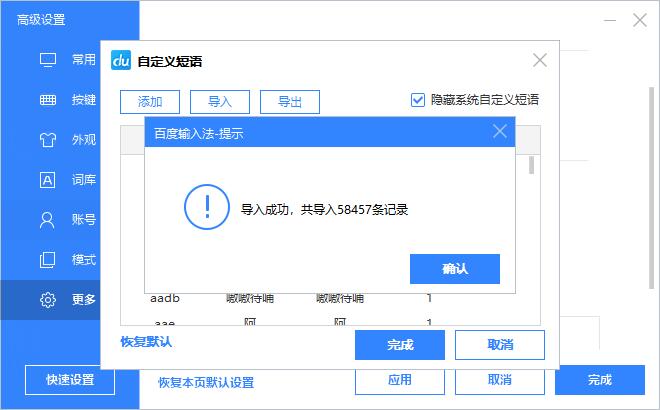 高级设置
常用
按键
外观
词库
账号
模式
更多
快速设置
du 自定义短语
添加 导入 导出 隐藏系统自定义短语
百度输入法-提示
导入成功，共导入58457条记录
确认
aadb 嗷嗷待哺 嗷嗷待哺 1
aae 阿 阿 1
恢复默认 完成 取消
恢复本页默认设置 应用 取消 完成